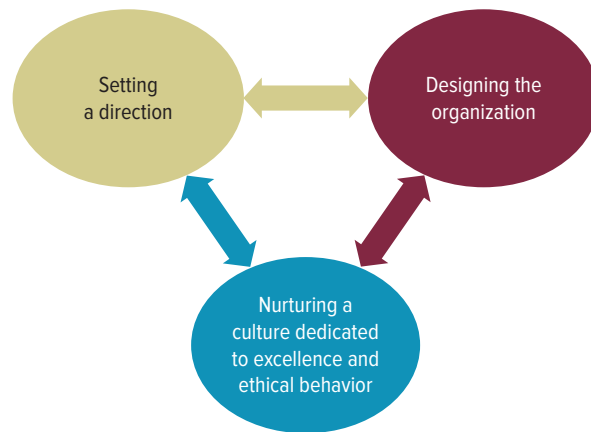 Setting
a direction
Designing the
organization
Nurturing a
culture dedicated
to excellence and
ethical behavior